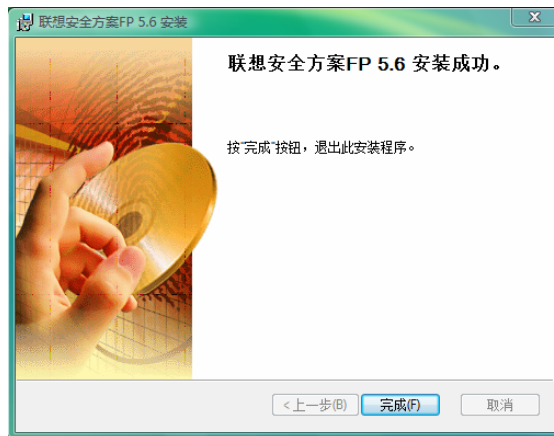 联想安全方案FP 5.6 安装
联想安全方案FP 5.6 安装成功。
按"完成"按钮，退出此安装程序。
<上一步(B)
完成(F)
取消